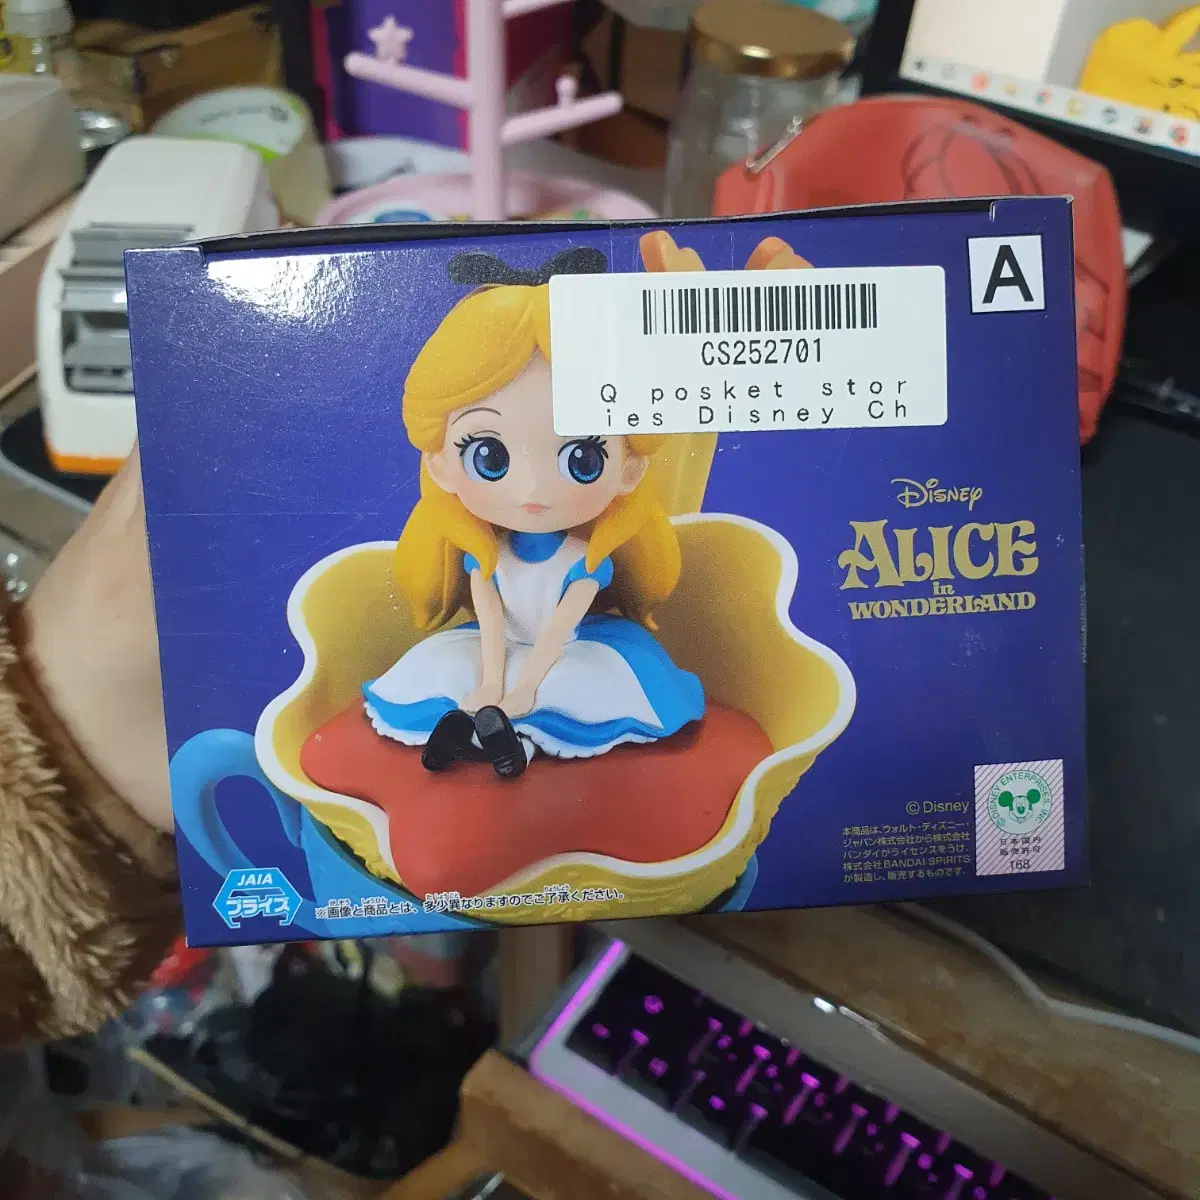 A
CS252701
Q posket stor
ies Disney Ch
Disney
ALICE
in
WONDERLAND
© Disney
本商品は、ウォルト・ディズニー・
ジャパン株式会社から株式会社
バンダイがライセンスをうけ、
株式会社BANDAI SPIRITS
が製造し、販売するものです。
©DISNEY ENTERPRISES, INC.
日本国内
販売許可
168
JAIA
プライズ
※画像と商品とは、多少異なりますのでご了承ください。